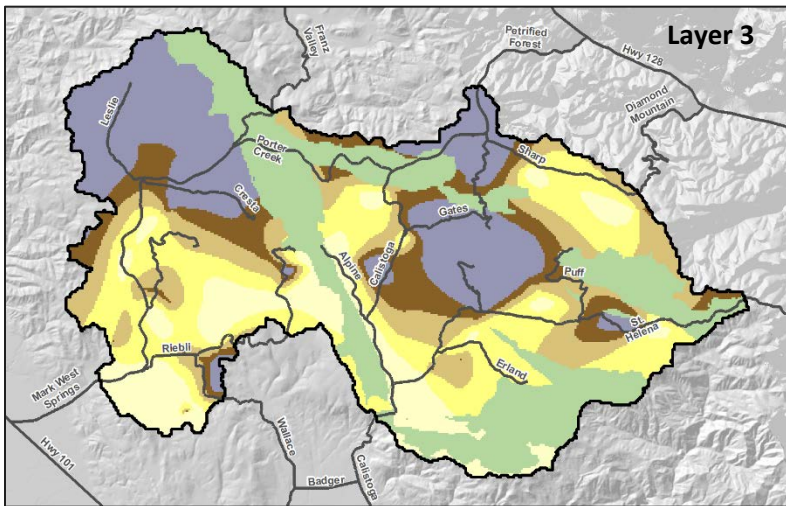 Layer 3
Petrified
Forest
Franz
Valley
Hwy 128
Diamond
Mountain
Leslie
Porter
Creek
Sharp
Cresta
Gates
Alpine
Calistoga
Puff
St.
Helena
Riebli
Erland
Mark West
Springs
Wallace
Hwy 101
Badger
Calistoga